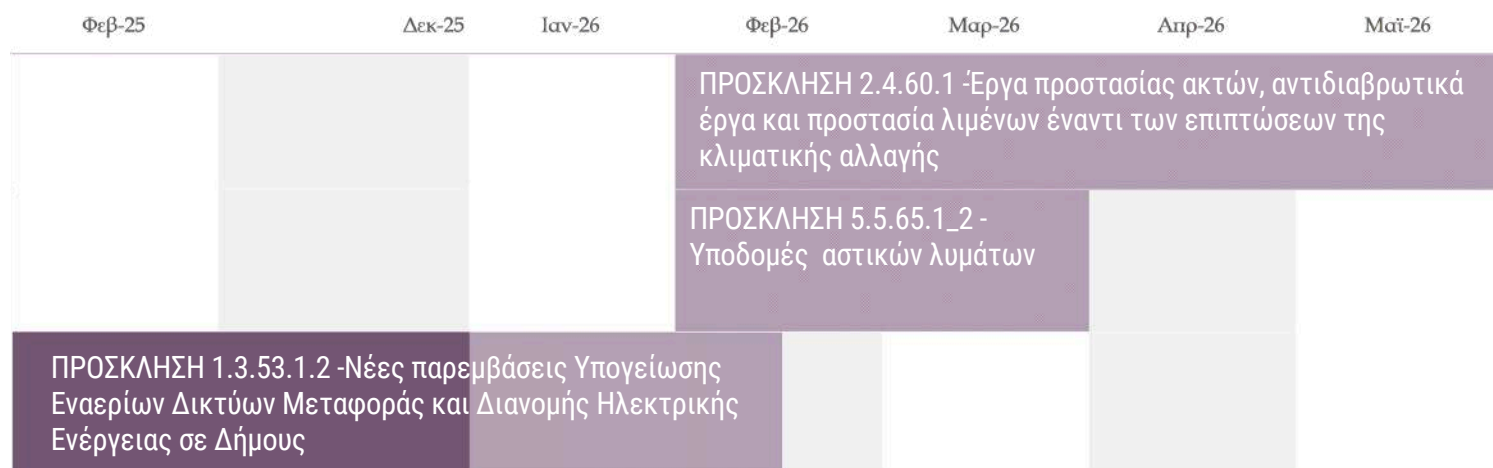 Φεβ-25 Δεκ-25 Ιαν-26 Φεβ-26 Μαρ-26 Απρ-26 Μαϊ-26
ΠΡΟΣΚΛΗΣΗ 2.4.60.1 -Έργα προστασίας ακτών, αντιδιαβρωτικά
έργα και προστασία λιμένων έναντι των επιπτώσεων της
κλιματικής αλλαγής
ΠΡΟΣΚΛΗΣΗ 5.5.65.1_2 -
Υποδομές αστικών λυμάτων
ΠΡΟΣΚΛΗΣΗ 1.3.53.1.2 -Νέες παρεμβάσεις Υπογείωσης
Εναερίων Δικτύων Μεταφοράς και Διανομής Ηλεκτρικής
Ενέργειας σε Δήμους